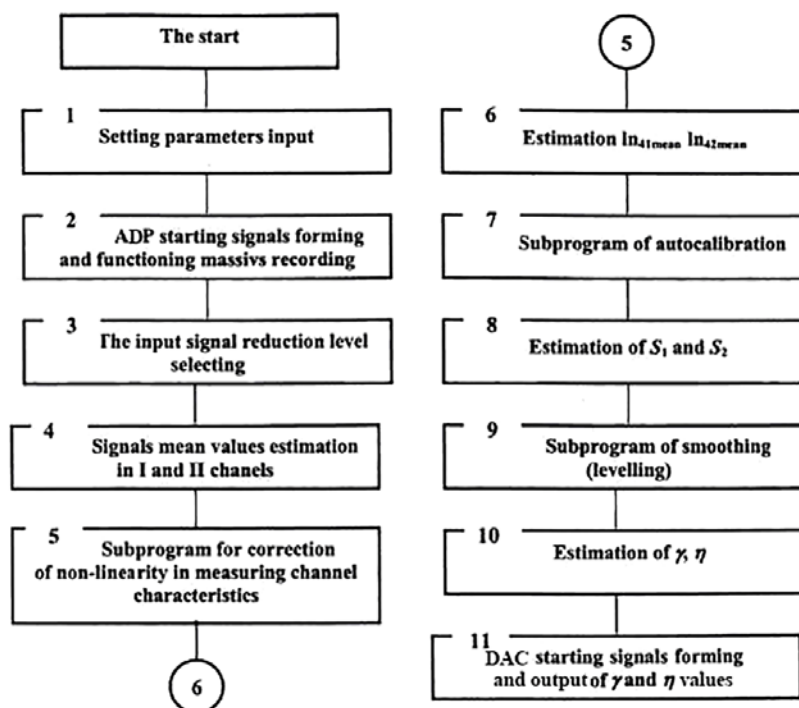 The start
1
Setting parameters input
2
ADP starting signals forming
and functioning massivs recording
3
The input signal reduction level
selecting
4
Signals mean values estimation
in I and II chanels
5
Subprogram for correction
of non-linearity in measuring channel
characteristics
6
5
6
Estimation ln₄₁mean ln₄₂mean
7
Subprogram of autocalibration
8
Estimation of S₁ and S₂
9
Subprogram of smoothing
(levelling)
10
Estimation of γ, η
11
DAC starting signals forming
and output of γ and η values